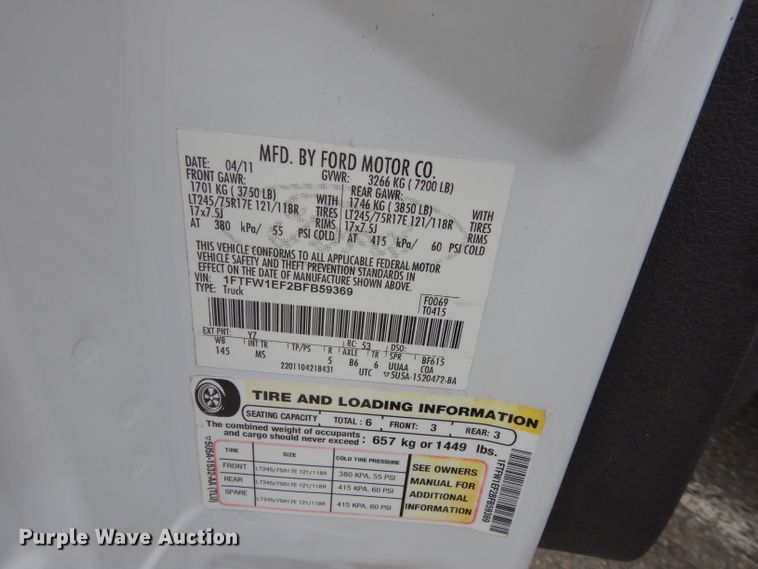 MFD. BY FORD MOTOR CO.
DATE: 04/11 GVWR: 3266 KG ( 7200 LB)
FRONT GAWR: REAR GAWR:
1701 KG ( 3750 LB) WITH 1746 KG ( 3850 LB) WITH
LT245/75R17E 121/118R TIRES LT245/75R17E 121/118R TIRES
17x7.5J RIMS 17x7.5J RIMS
AT 380 kPa/ 55 PSI COLD AT 415 kPa/ 60 PSI COLD
THIS VEHICLE CONFORMS TO ALL APPLICABLE FEDERAL MOTOR
VEHICLE SAFETY AND THEFT PREVENTION STANDARDS IN
EFFECT ON THE DATE OF MANUFACTURE SHOWN ABOVE.
VIN: 1FTFW1EF2BFB59369 F0069
TYPE: Truck T0415
EXT PNT: YZ RC: 53 DSO:
WB INT TP/PS R AXLE TR SPR BF615
145 MS 5 B6 6 UUAA COA
2201104218431 UTC ▽5U5A-1520472-BA
TIRE AND LOADING INFORMATION
SEATING CAPACITY TOTAL: 6 FRONT: 3 REAR: 3
The combined weight of occupants
and cargo should never exceed : 657 kg or 1449 lbs.
TIRE SIZE COLD TIRE PRESSURE
FRONT LT245/75R17E 121/118R 380 KPA, 55 PSI
REAR LT245/75R17E 121/118R 415 KPA, 60 PSI
SPARE LT245/75R17E 121/118R 415 KPA, 60 PSI
SEE OWNERS
MANUAL FOR
ADDITIONAL
INFORMATION
▽5U5A-1532-AA (TLU)
1FTFW1EF2BFB59369
Purple Wave Auction